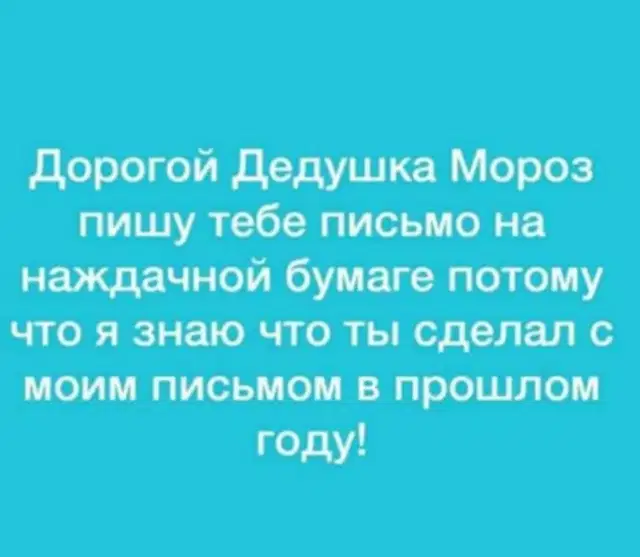 Дорогой Дедушка Мороз
пишу тебе письмо на
наждачной бумаге потому
что я знаю что ты сделал с
моим письмом в прошлом
году!